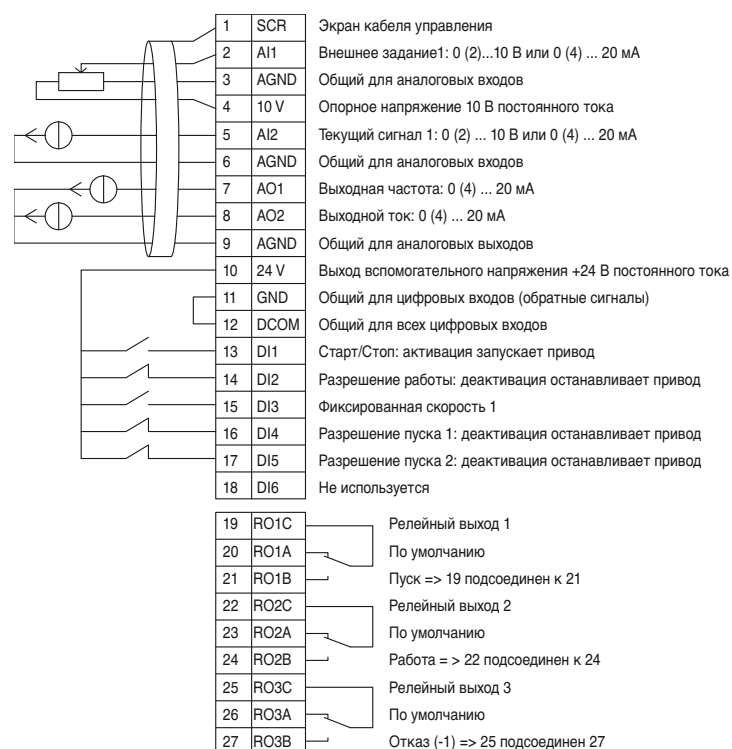 1 SCR Экран кабеля управления
2 AI1 Внешнее задание1: 0 (2)...10 В или 0 (4) ... 20 мА
3 AGND Общий для аналоговых входов
4 10 V Опорное напряжение 10 В постоянного тока
5 AI2 Текущий сигнал 1: 0 (2) ... 10 В или 0 (4) ... 20 мА
6 AGND Общий для аналоговых входов
7 AO1 Выходная частота: 0 (4) ... 20 мА
8 AO2 Выходной ток: 0 (4) ... 20 мА
9 AGND Общий для аналоговых выходов
10 24 V Выход вспомогательного напряжения +24 В постоянного тока
11 GND Общий для цифровых входов (обратные сигналы)
12 DCOM Общий для всех цифровых входов
13 DI1 Старт/Стоп: активация запускает привод
14 DI2 Разрешение работы: деактивация останавливает привод
15 DI3 Фиксированная скорость 1
16 DI4 Разрешение пуска 1: деактивация останавливает привод
17 DI5 Разрешение пуска 2: деактивация останавливает привод
18 DI6 Не используется
19 RO1C Релейный выход 1
20 RO1A По умолчанию
21 RO1B Пуск => 19 подсоединен к 21
22 RO2C Релейный выход 2
23 RO2A По умолчанию
24 RO2B Работа = > 22 подсоединен к 24
25 RO3C Релейный выход 3
26 RO3A По умолчанию
27 RO3B Отказ (-1) => 25 подсоединен 27